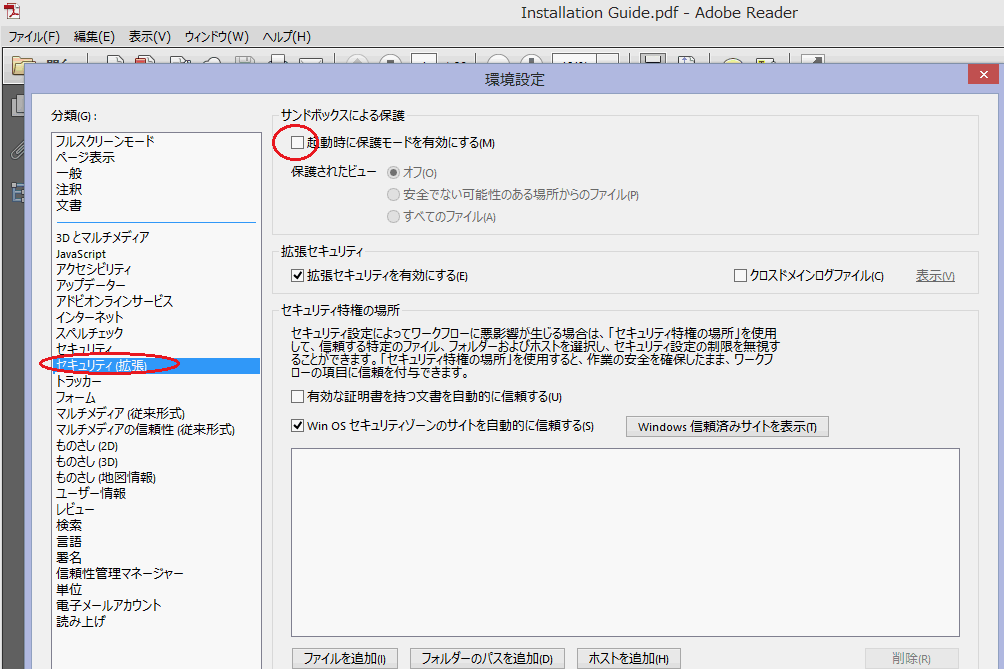 Installation Guide.pdf - Adobe Reader
ファイル(F) 編集(E) 表示(V) ウィンドウ(W) ヘルプ(H)
環境設定
分類(G) :
フルスクリーンモード
ページ表示
一般
注釈
文書
3D とマルチメディア
JavaScript
アクセシビリティ
アップデーター
アドビオンラインサービス
インターネット
スペルチェック
セキュリティ
セキュリティ (拡張)
トラッカー
フォーム
マルチメディア (従来形式)
マルチメディアの信頼性 (従来形式)
ものさし (2D)
ものさし (3D)
ものさし (地図情報)
ユーザー情報
レビュー
検索
言語
署名
信頼性管理マネージャー
単位
電子メールアカウント
読み上げ
サンドボックスによる保護
起動時に保護モードを有効にする(M)
保護されたビュー オフ(O)
安全でない可能性のある場所からのファイル(P)
すべてのファイル(A)
拡張セキュリティ
拡張セキュリティを有効にする(E) クロスドメインログファイル(C) 表示(V)
セキュリティ特権の場所
セキュリティ設定によってワークフローに悪影響が生じる場合は、「セキュリティ特権の場所」を使用
して、信頼する特定のファイル、フォルダーおよびホストを選択し、セキュリティ設定の制限を無視す
ることができます。「セキュリティ特権の場所」を使用すると、作業の安全を確保したまま、ワークフ
ローの項目に信頼を付与できます。
有効な証明書を持つ文書を自動的に信頼する(U)
Win OS セキュリティゾーンのサイトを自動的に信頼する(S) Windows 信頼済みサイトを表示(T)
ファイルを追加(I) フォルダーのパスを追加(D) ホストを追加(H) 削除(R)